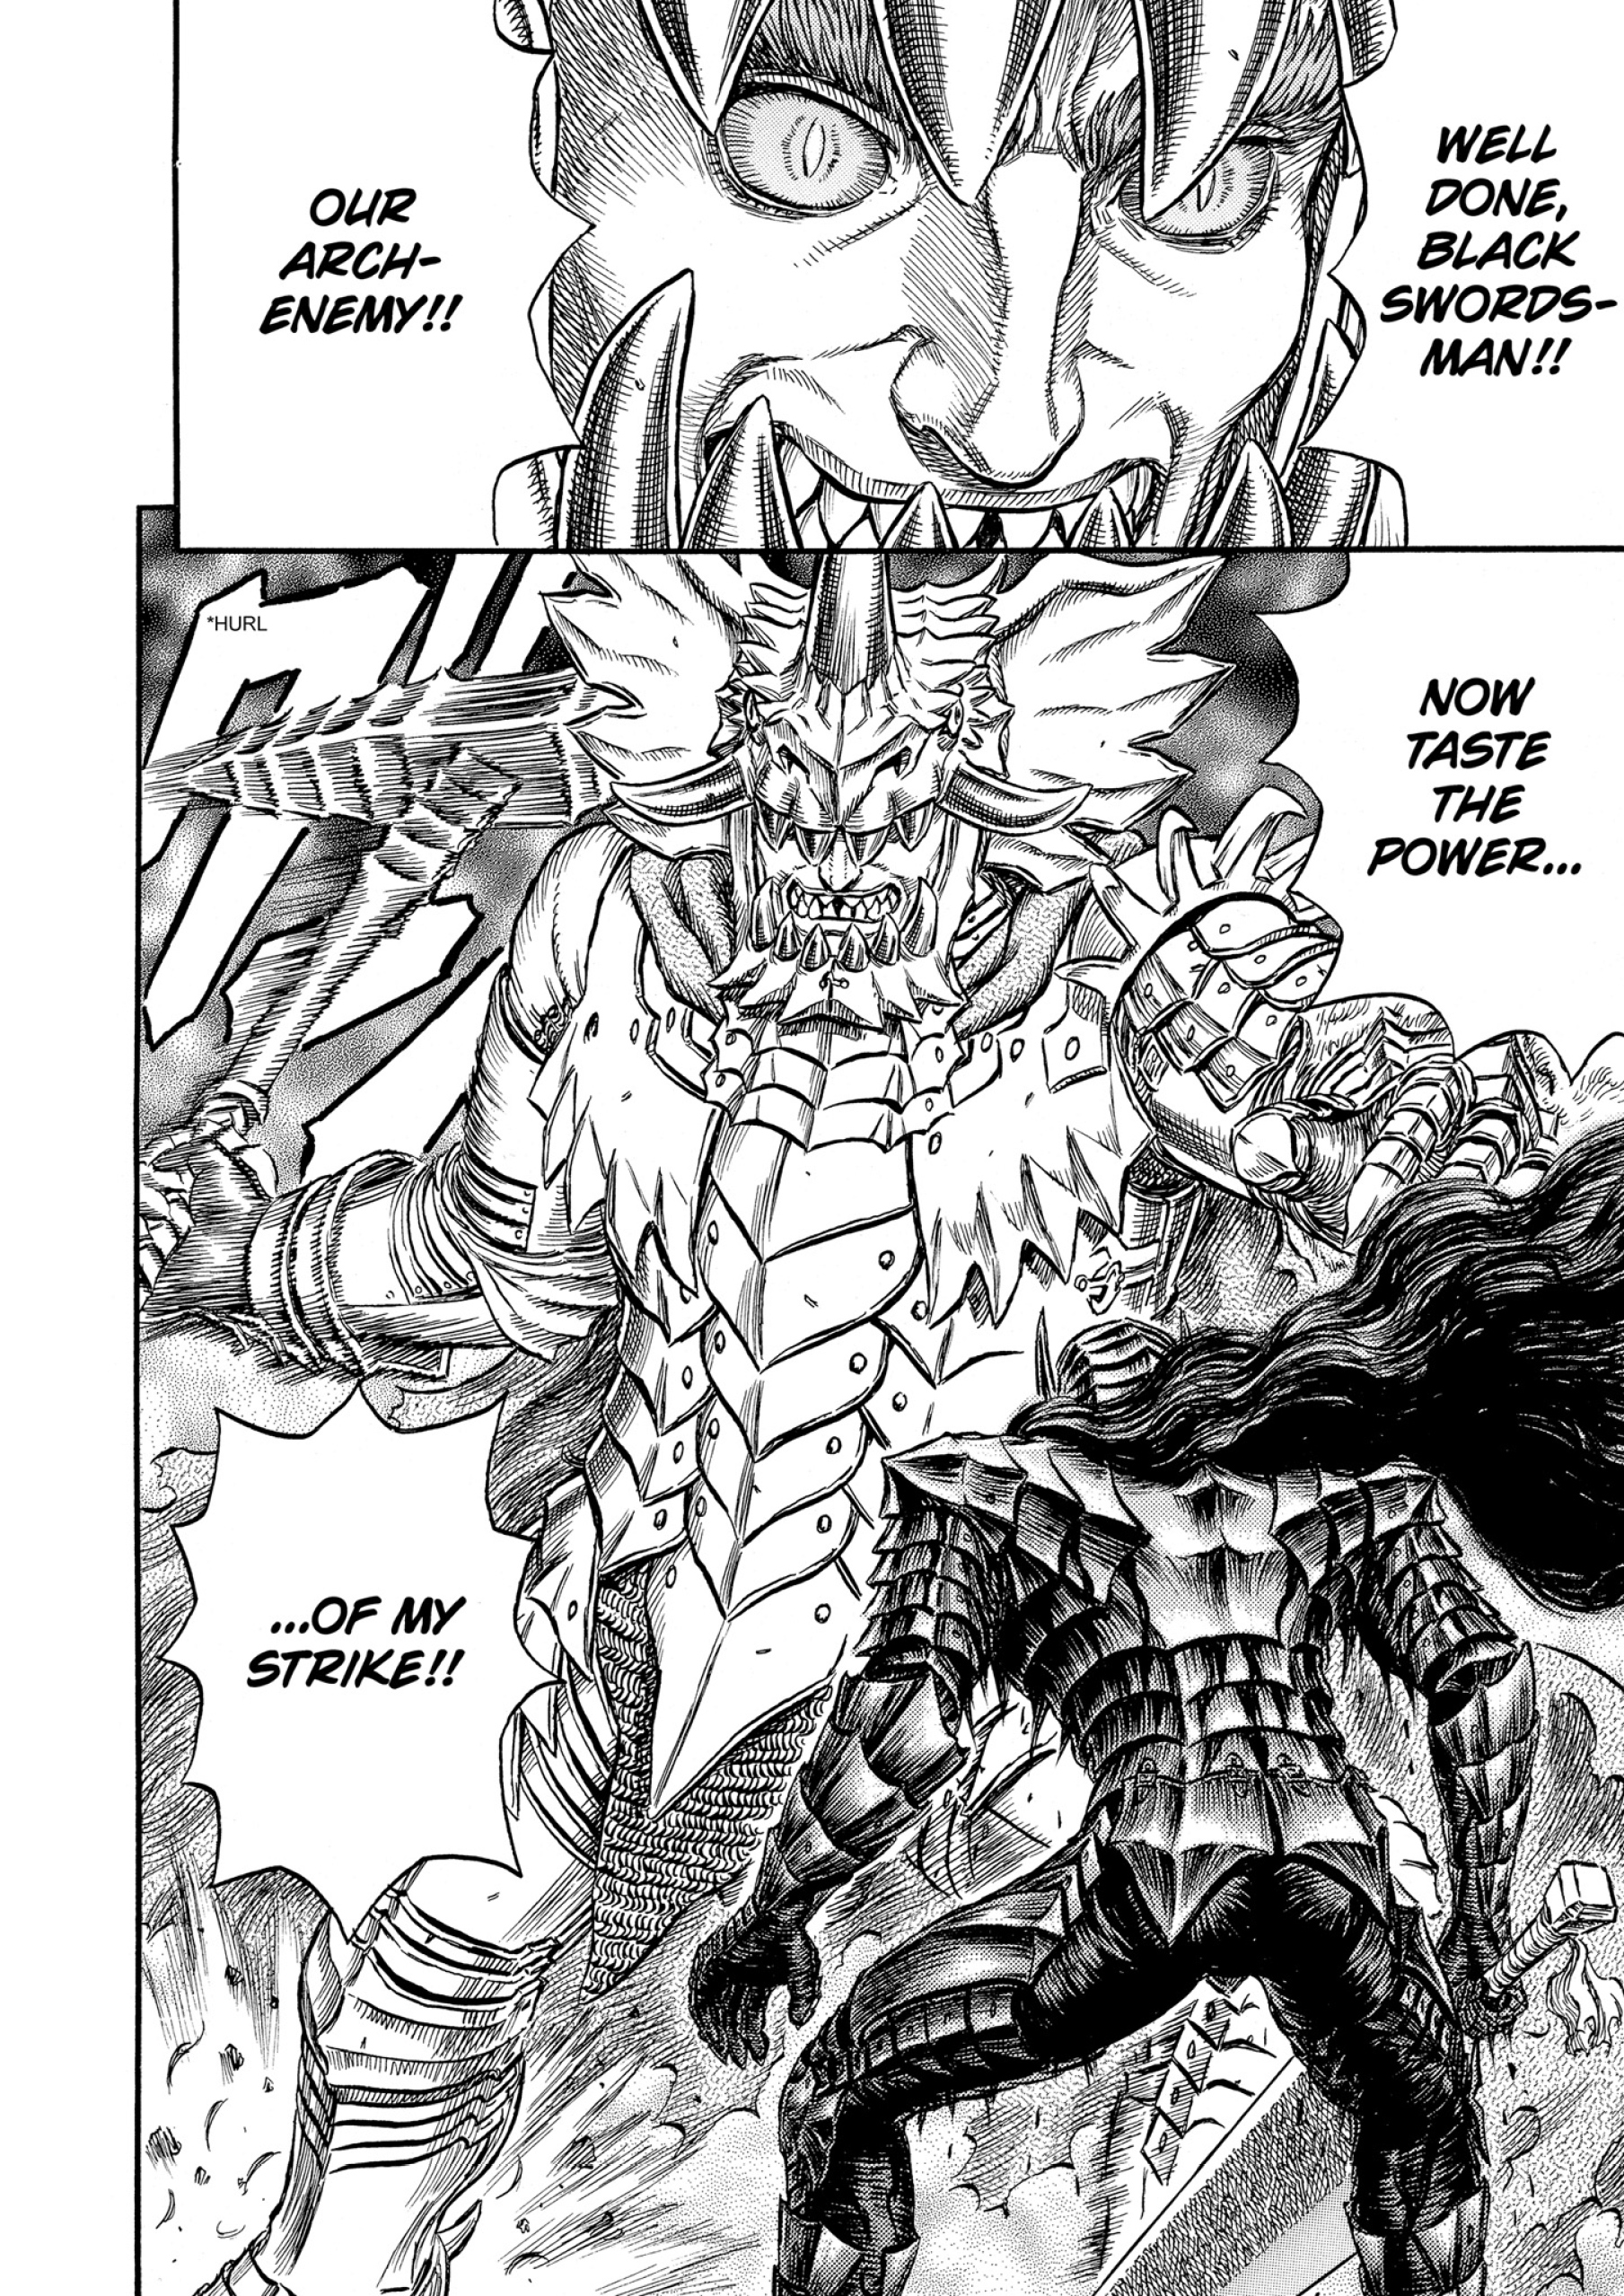 WELL
DONE,
BLACK
SWORDS-
MAN!!
OUR
ARCH-
ENEMY!!
*HURL
NOW
TASTE
THE
POWER...
...OF MY
STRIKE!!